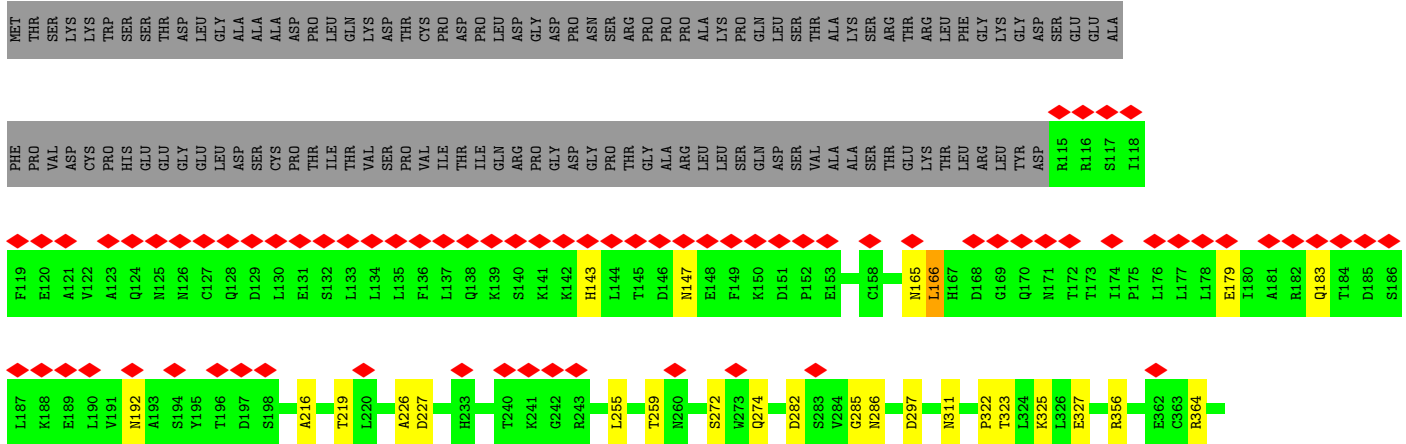 MET THR SER LYS LYS TRP SER SER THR ASP LEU GLY ALA ALA ALA ASP PRO LEU GLN LYS ASP THR CYS PRO ASP PRO LEU ASP GLY ASP PRO ASN SER ARG PRO PRO PRO ALA LYS PRO GLN LEU SER THR ALA LYS SER ARG THR ARG LEU PHE GLY LYS GLY ASP SER GLU GLU ALA
PHE PRO VAL ASP CYS PRO HIS GLU GLU GLY GLU LEU ASP SER CYS PRO THR ILE THR VAL SER PRO VAL ILE THR ILE GLN ARG PRO GLY ASP GLY PRO THR GLY ALA ARG LEU LEU SER GLN ASP SER VAL ALA ALA SER THR GLU LYS THR LEU ARG LEU TYR ASP R115 R116 S117 I118
F119 E120 A121 V122 A123 Q124 N125 N126 C127 Q128 D129 L130 E131 S132 L133 L134 L135 F136 L137 Q138 K139 S140 K141 K142 H143 L144 T145 D146 N147 E148 F149 K150 D151 P152 E153 C158 N165 L166 H167 D168 G169 Q170 N171 T172 T173 I174 P175 L176 L177 L178 E179 I180 A181 R182 Q183 T184 D185 S186
L187 K188 E189 L190 V191 N192 A193 S194 Y195 T196 D197 S198 A216 T219 L220 A226 D227 H233 T240 K241 G242 R243 L255 T259 N260 S272 W273 Q274 D282 S283 V284 G285 N286 D297 N311 P322 T323 L324 K325 L326 E327 R356 E362 C363 R364